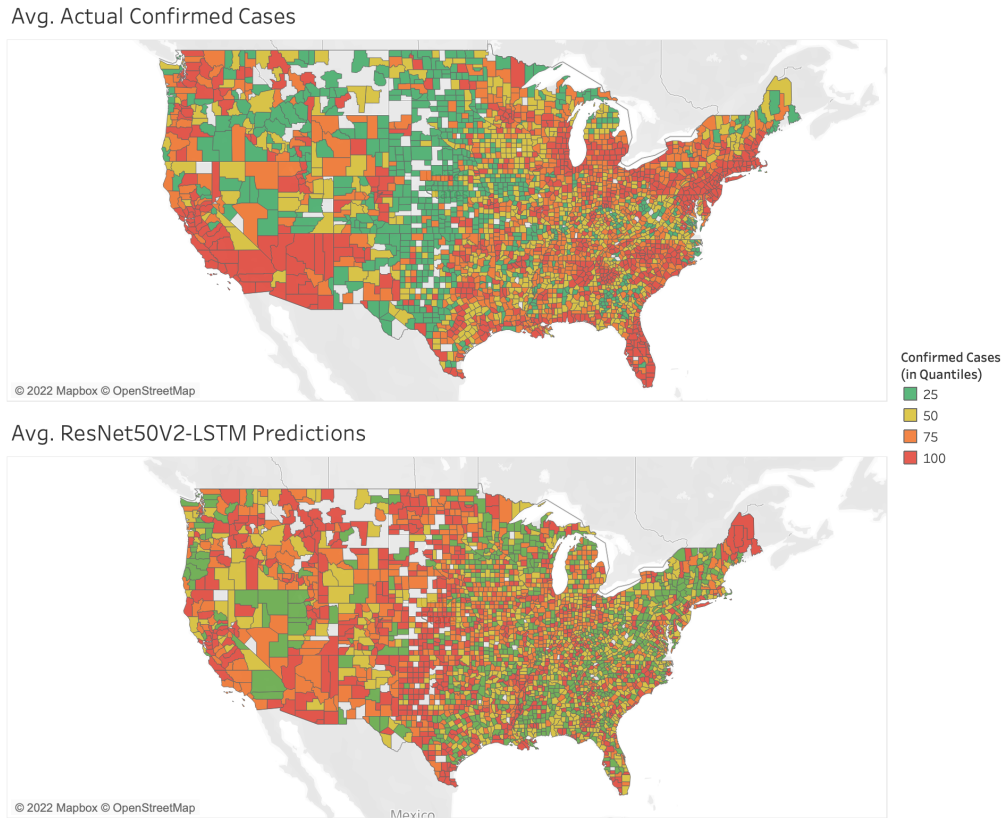 Avg. Actual Confirmed Cases
© 2022 Mapbox © OpenStreetMap
Confirmed Cases
(in Quantiles)
25
50
75
100
Avg. ResNet50V2-LSTM Predictions
© 2022 Mapbox © OpenStreetMap
Mexico